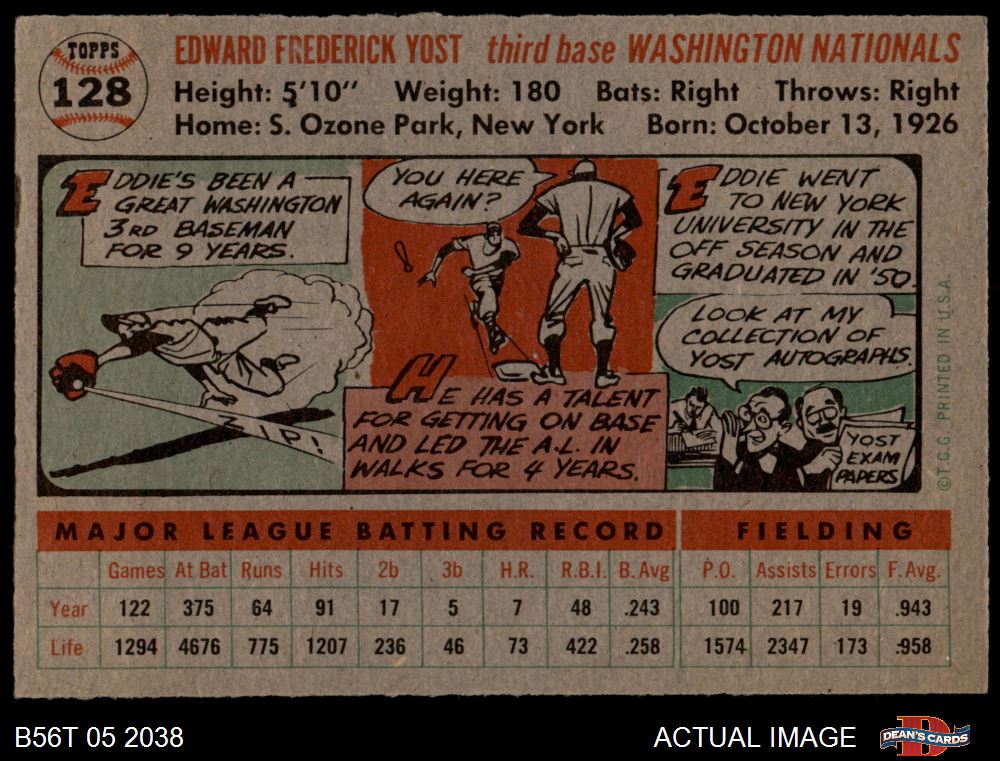 TOPPS
128
EDWARD FREDERICK YOST third base WASHINGTON NATIONALS
Height: 5'10" Weight: 180 Bats: Right Throws: Right
Home: S. Ozone Park, New York Born: October 13, 1926
EDDIE'S BEEN A
GREAT WASHINGTON
3RD BASEMAN
FOR 9 YEARS.
ZIP!
YOU HERE
AGAIN?
!
HE HAS A TALENT
FOR GETTING ON BASE
AND LED THE A.L. IN
WALKS FOR 4 YEARS.
EDDIE WENT
TO NEW YORK
UNIVERSITY IN THE
OFF SEASON AND
GRADUATED IN '50.
LOOK AT MY
COLLECTION OF
YOST AUTOGRAPHS.
YOST
EXAM
PAPERS
©T.C.G. PRINTED IN U.S.A.
MAJOR LEAGUE BATTING RECORD FIELDING
Games At Bat Runs Hits 2b 3b H.R. R.B.I. B. Avg P.O. Assists Errors F. Avg.
Year 122 375 64 91 17 5 7 48 .243 100 217 19 .943
Life 1294 4676 775 1207 236 46 73 422 .258 1574 2347 173 .958
B56T 05 2038 ACTUAL IMAGE DEAN'S CARDS